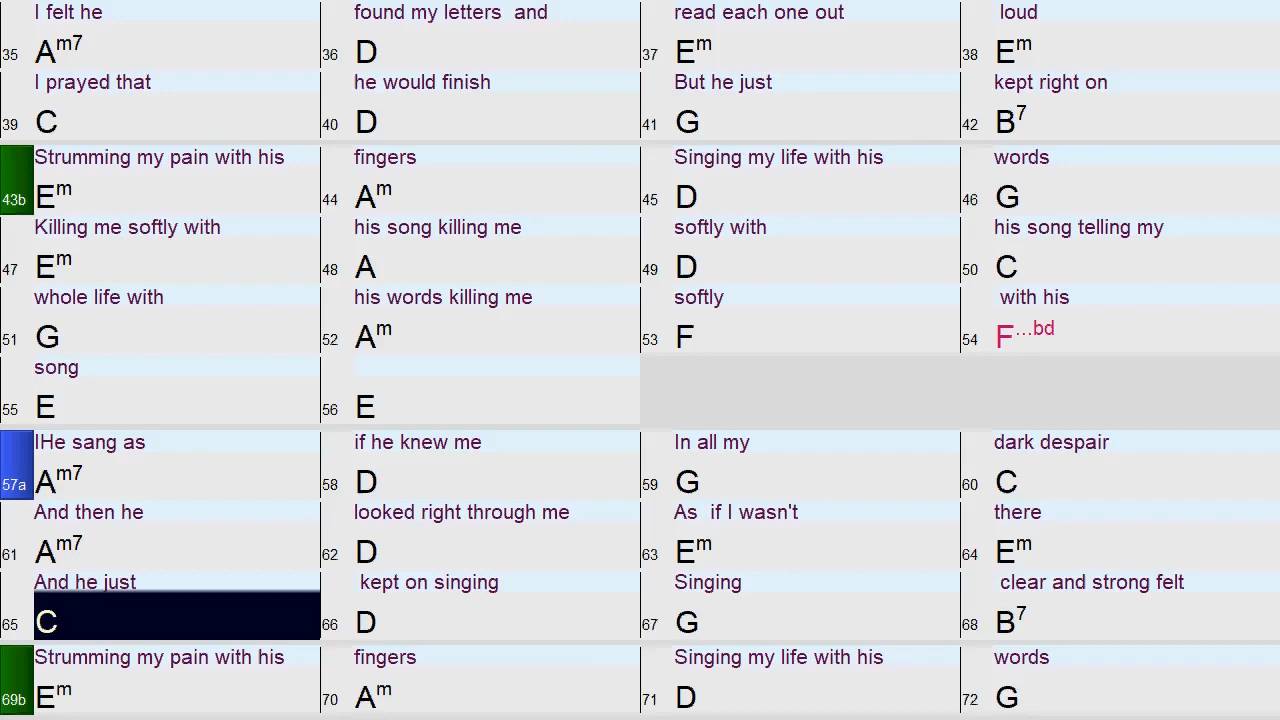 I felt he found my letters and read each one out loud
35 Am7 36 D 37 Em 38 Em
I prayed that he would finish But he just kept right on
39 C 40 D 41 G 42 B7
Strumming my pain with his fingers Singing my life with his words
43b Em 44 Am 45 D 46 G
Killing me softly with his song killing me softly with his song telling my
47 Em 48 A 49 D 50 C
whole life with his words killing me softly with his
51 G 52 Am 53 F 54 F...bd
song
55 E 56 E
IHe sang as if he knew me In all my dark despair
57a Am7 58 D 59 G 60 C
And then he looked right through me As if I wasn't there
61 Am7 62 D 63 Em 64 Em
And he just kept on singing Singing clear and strong felt
65 C 66 D 67 G 68 B7
Strumming my pain with his fingers Singing my life with his words
69b Em 70 Am 71 D 72 G